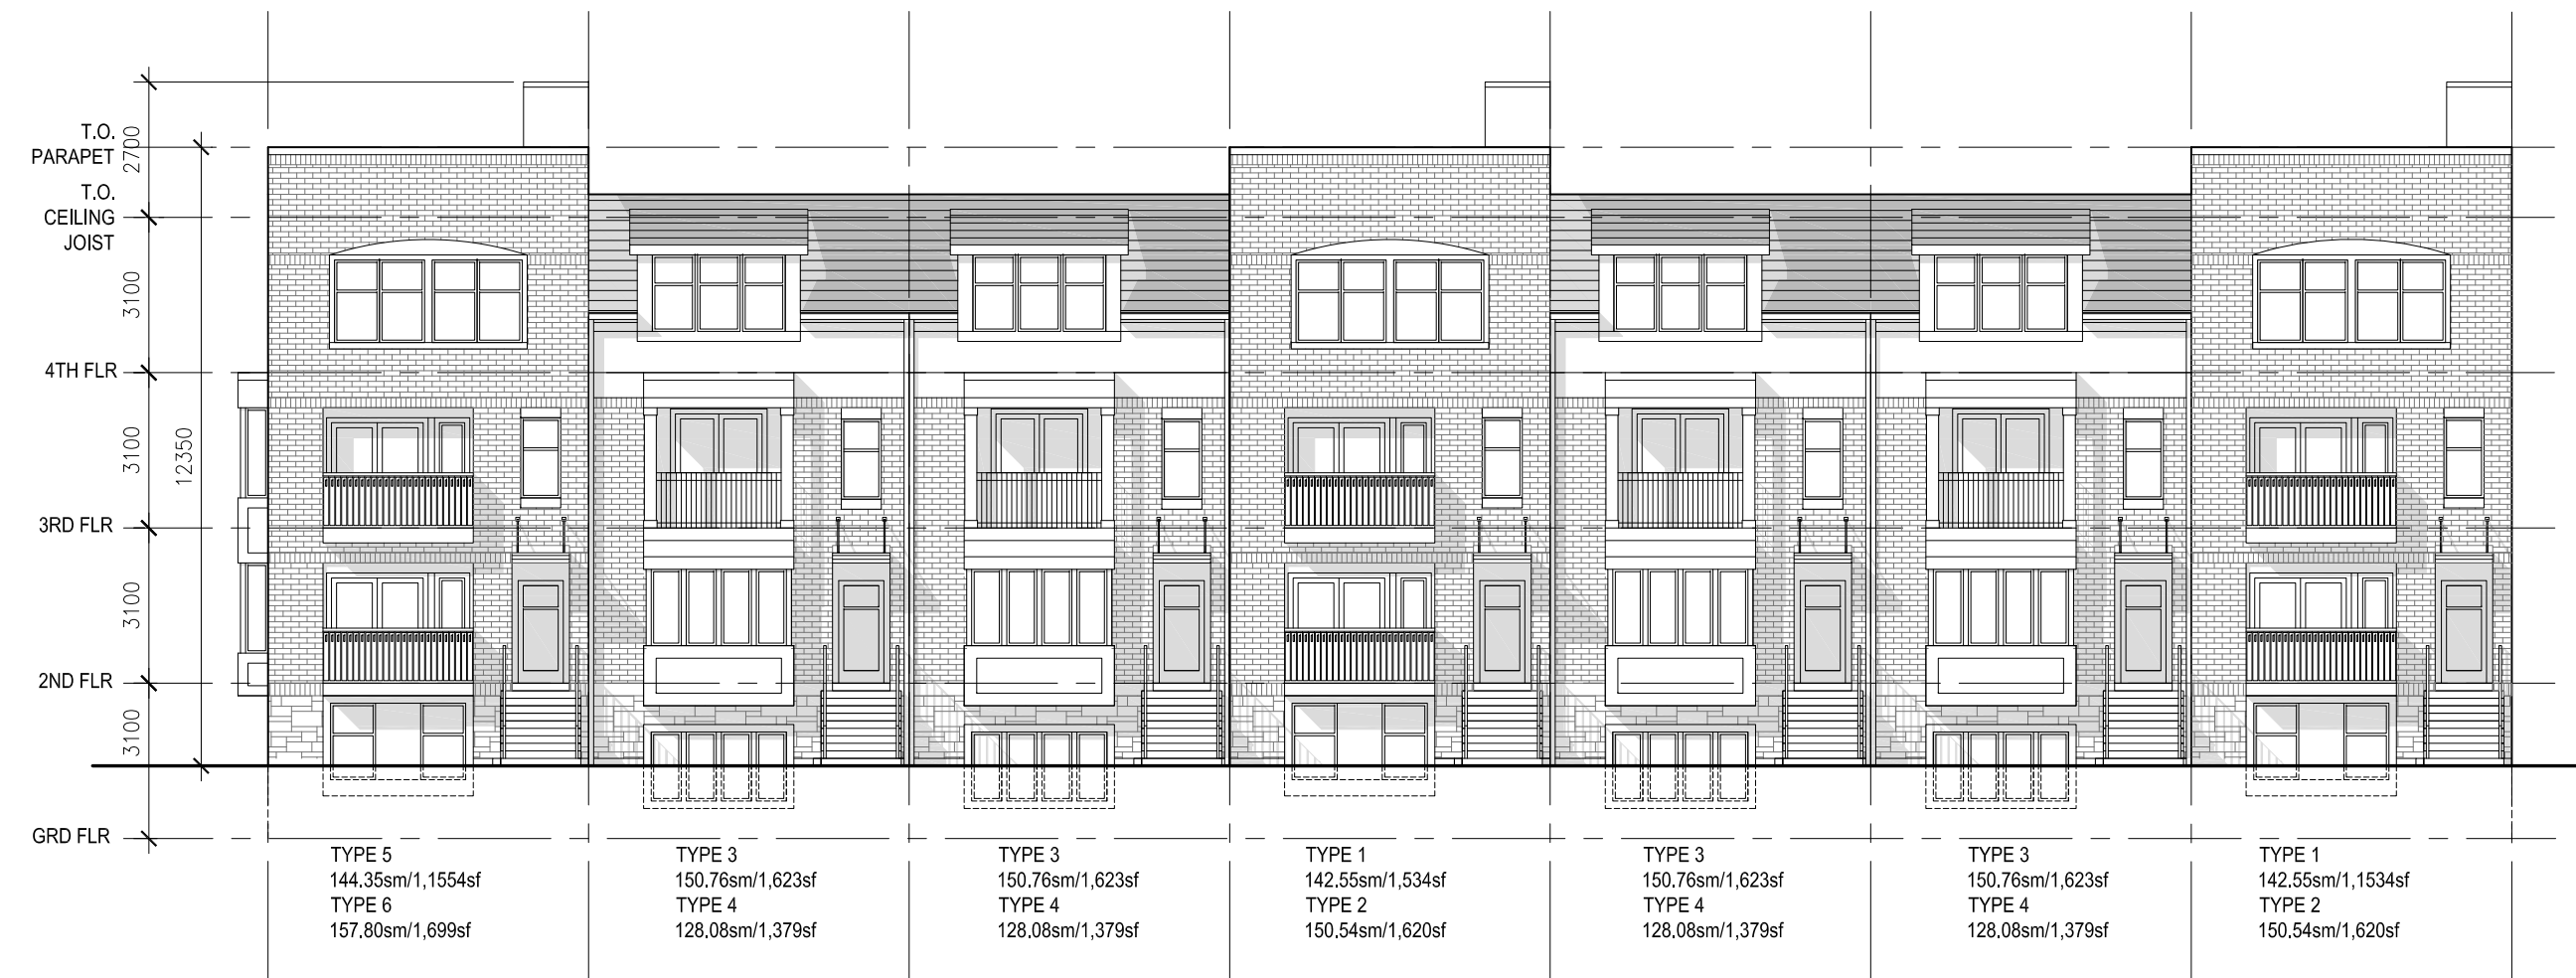 T.O.
PARAPET
2700
T.O.
CEILING
JOIST
3100
4TH FLR
3100
12350
3RD FLR
3100
2ND FLR
3100
GRD FLR
TYPE 5
144.35sm/1,1554sf
TYPE 6
157.80sm/1,699sf
TYPE 3
150.76sm/1,623sf
TYPE 4
128.08sm/1,379sf
TYPE 3
150.76sm/1,623sf
TYPE 4
128.08sm/1,379sf
TYPE 1
142.55sm/1,534sf
TYPE 2
150.54sm/1,620sf
TYPE 3
150.76sm/1,623sf
TYPE 4
128.08sm/1,379sf
TYPE 3
150.76sm/1,623sf
TYPE 4
128.08sm/1,379sf
TYPE 1
142.55sm/1,1534sf
TYPE 2
150.54sm/1,620sf